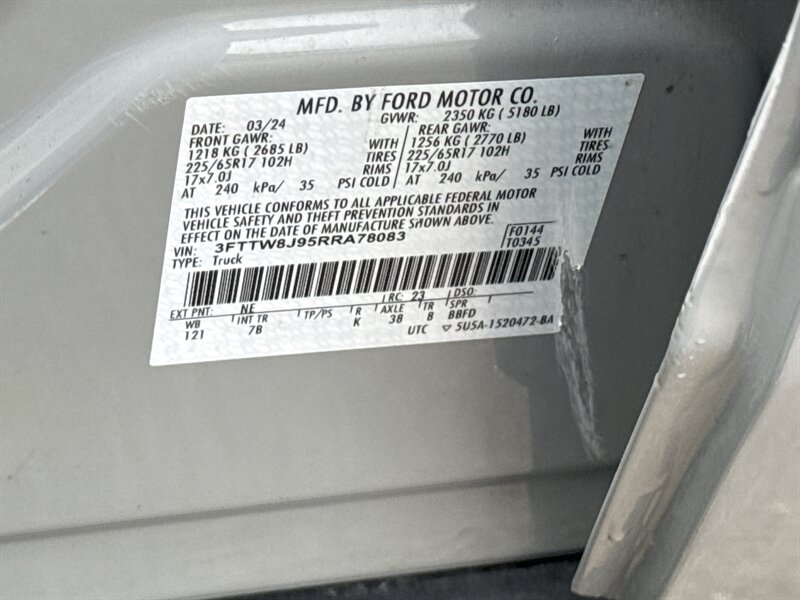 MFD. BY FORD MOTOR CO.
DATE: 03/24 GVWR: 2350 KG ( 5180 LB)
FRONT GAWR: REAR GAWR:
1218 KG ( 2685 LB) WITH 1256 KG ( 2770 LB) WITH
225/65R17 102H TIRES 225/65R17 102H TIRES
17x7.0J RIMS 17x7.0J RIMS
AT 240 kPa/ 35 PSI COLD AT 240 kPa/ 35 PSI COLD
THIS VEHICLE CONFORMS TO ALL APPLICABLE FEDERAL MOTOR
VEHICLE SAFETY AND THEFT PREVENTION STANDARDS IN
EFFECT ON THE DATE OF MANUFACTURE SHOWN ABOVE.
VIN: 3FTTW8J95RRA78083 F0144
TYPE: Truck T0345
EXT PNT: NE RC: 23 DSO:
WB INT TR TP/PS R AXLE TR SPR
121 7B K 38 8 BBFD
UTC ▽ 5U5A-1520472-BA